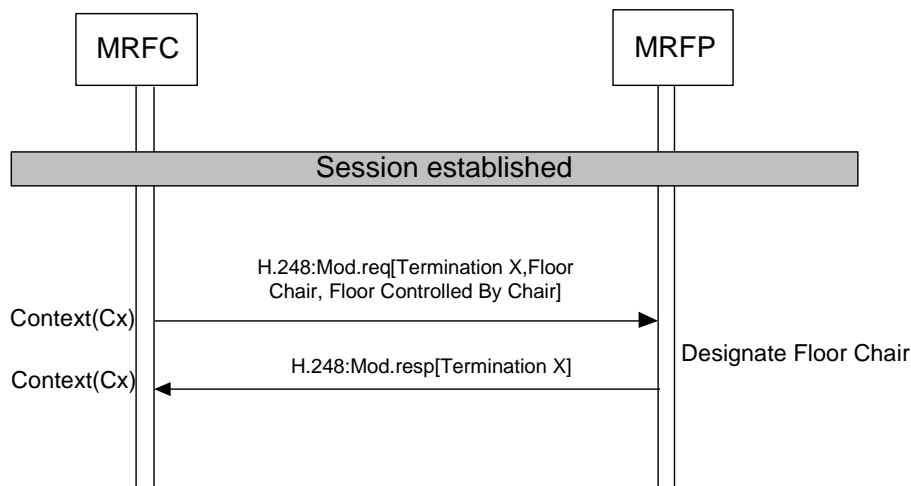 MRFC
MRFP
Session established
H.248:Mod.req[Termination X,Floor
Chair, Floor Controlled By Chair]
Context(Cx)
Designate Floor Chair
H.248:Mod.resp[Termination X]
Context(Cx)